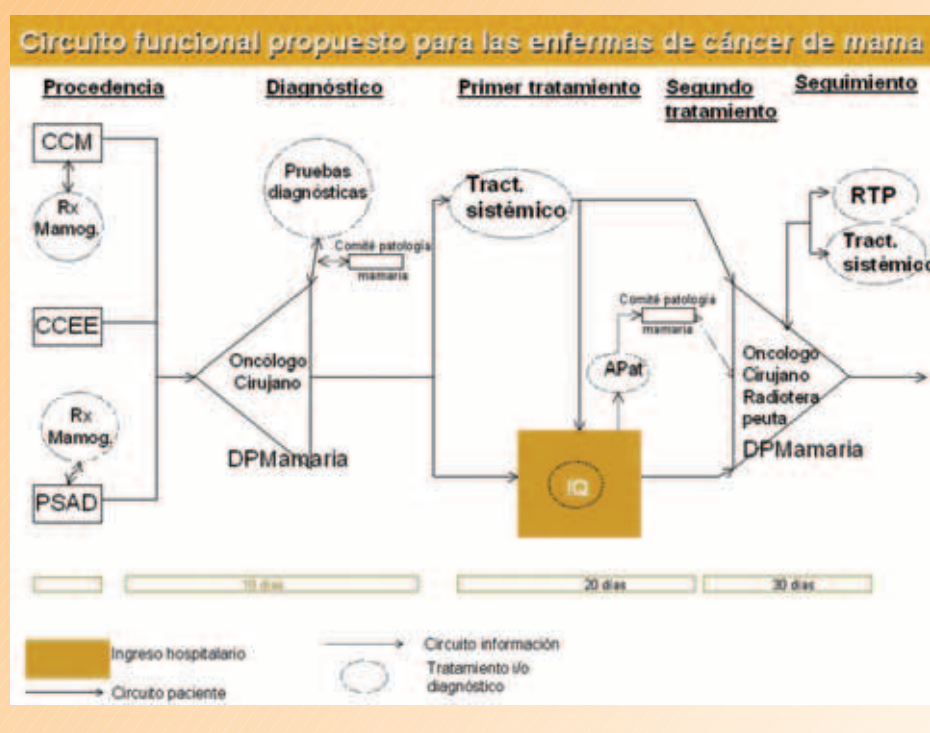 Circuito funcional propuesto para las enfermas de cáncer de mama
Procedencia
Diagnóstico
Primer tratamiento
Segundo
tratamiento
Seguimiento
CCM
Rx
Mamog.
CCEE
Rx
Mamog.
PSAD
Pruebas
diagnósticas
Comité patología
mamaria
Oncólogo
Cirujano
DPMamaria
Tract.
sistémico
Comité patología
mamaria
APat
IQ
Oncologo
Cirujano
Radiotera
peuta.
DPMamaria
RTP
Tract.
sistémico
10 dias
20 dias
30 dias
Ingreso hospitalario
Circuito paciente
Circuito información
Tratamiento i/o
diagnóstico